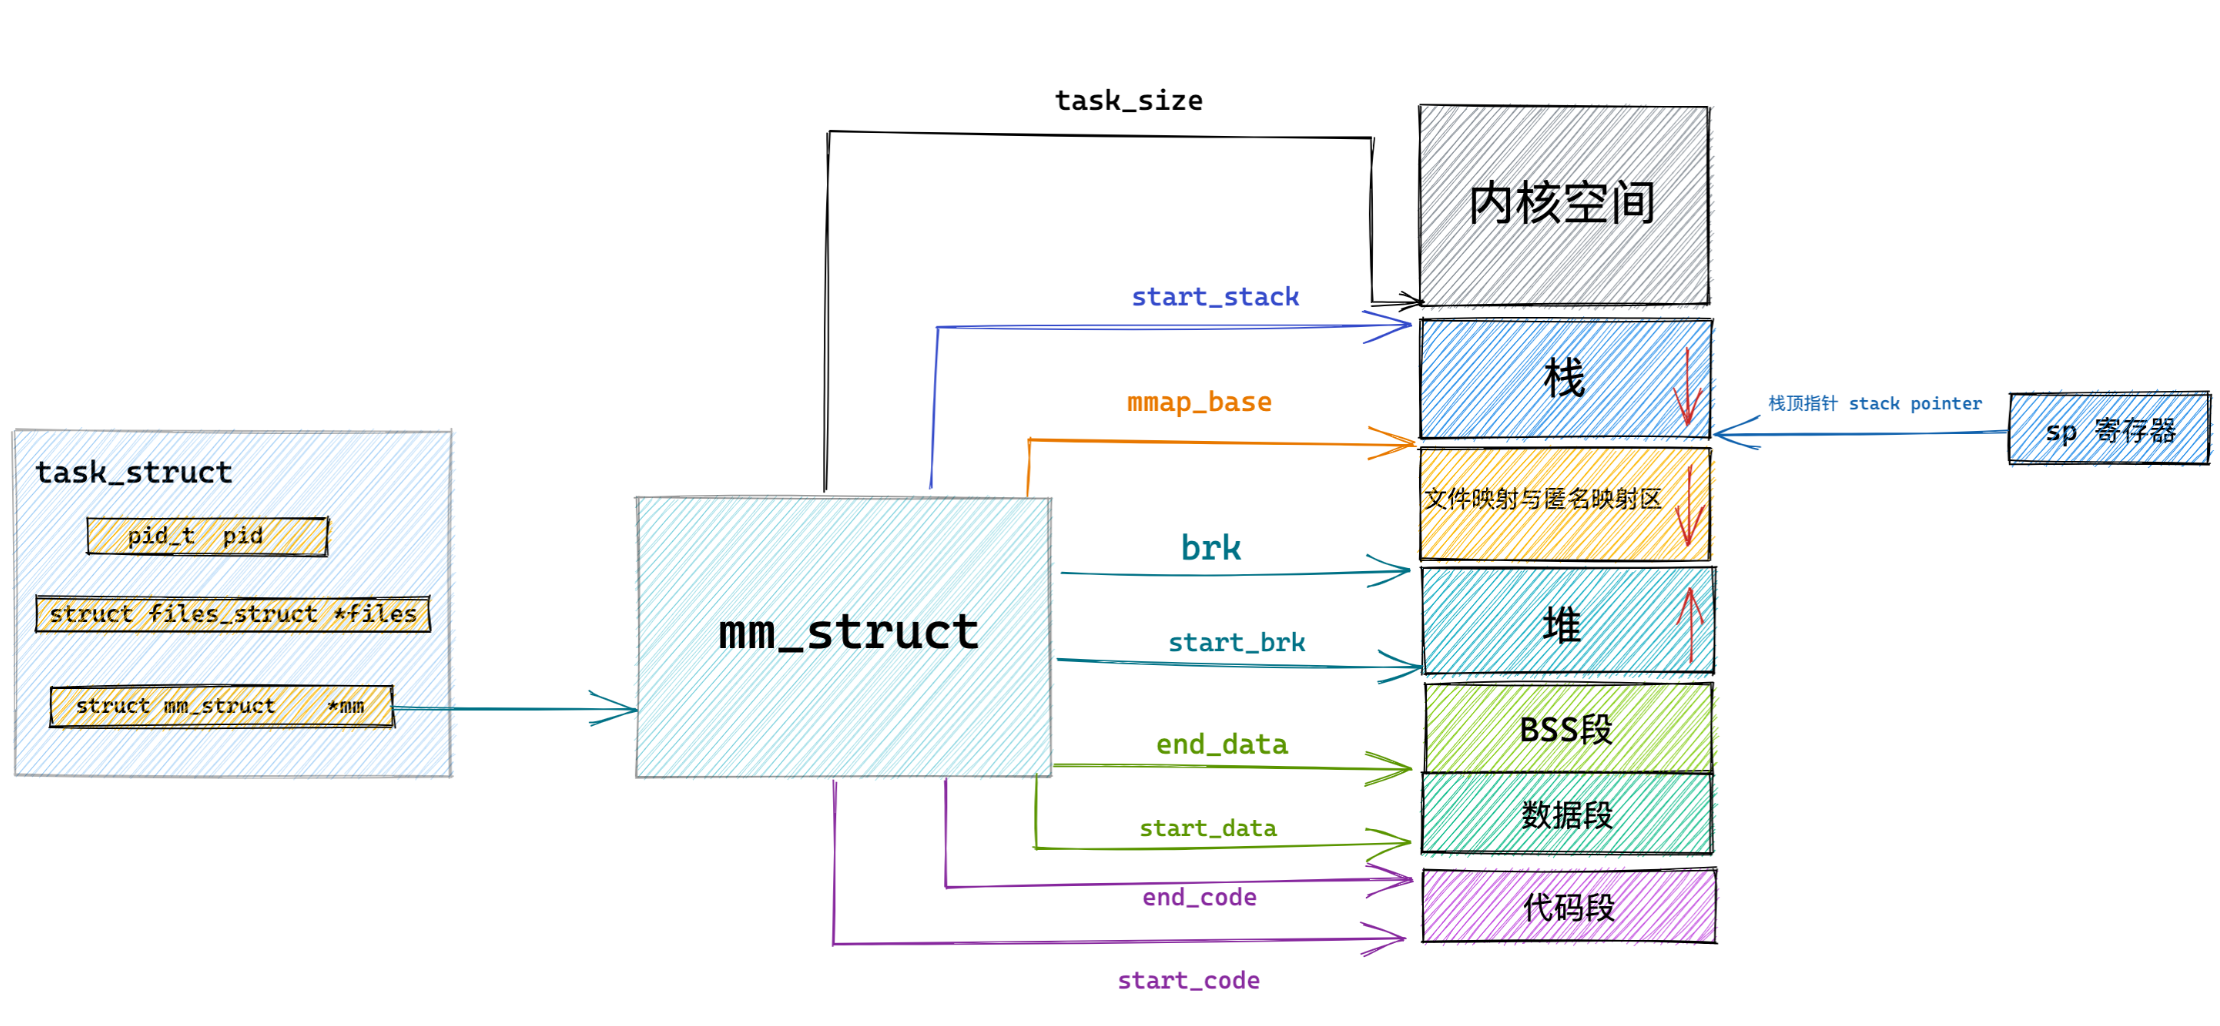 task_size
内核空间
start_stack
栈
mmap_base
栈顶指针 stack pointer
sp 寄存器
task_struct
文件映射与匿名映射区
pid_t pid
brk
struct files_struct *files
mm_struct
堆
start_brk
struct mm_struct *mm
BSS段
end_data
数据段
start_data
end_code
代码段
start_code